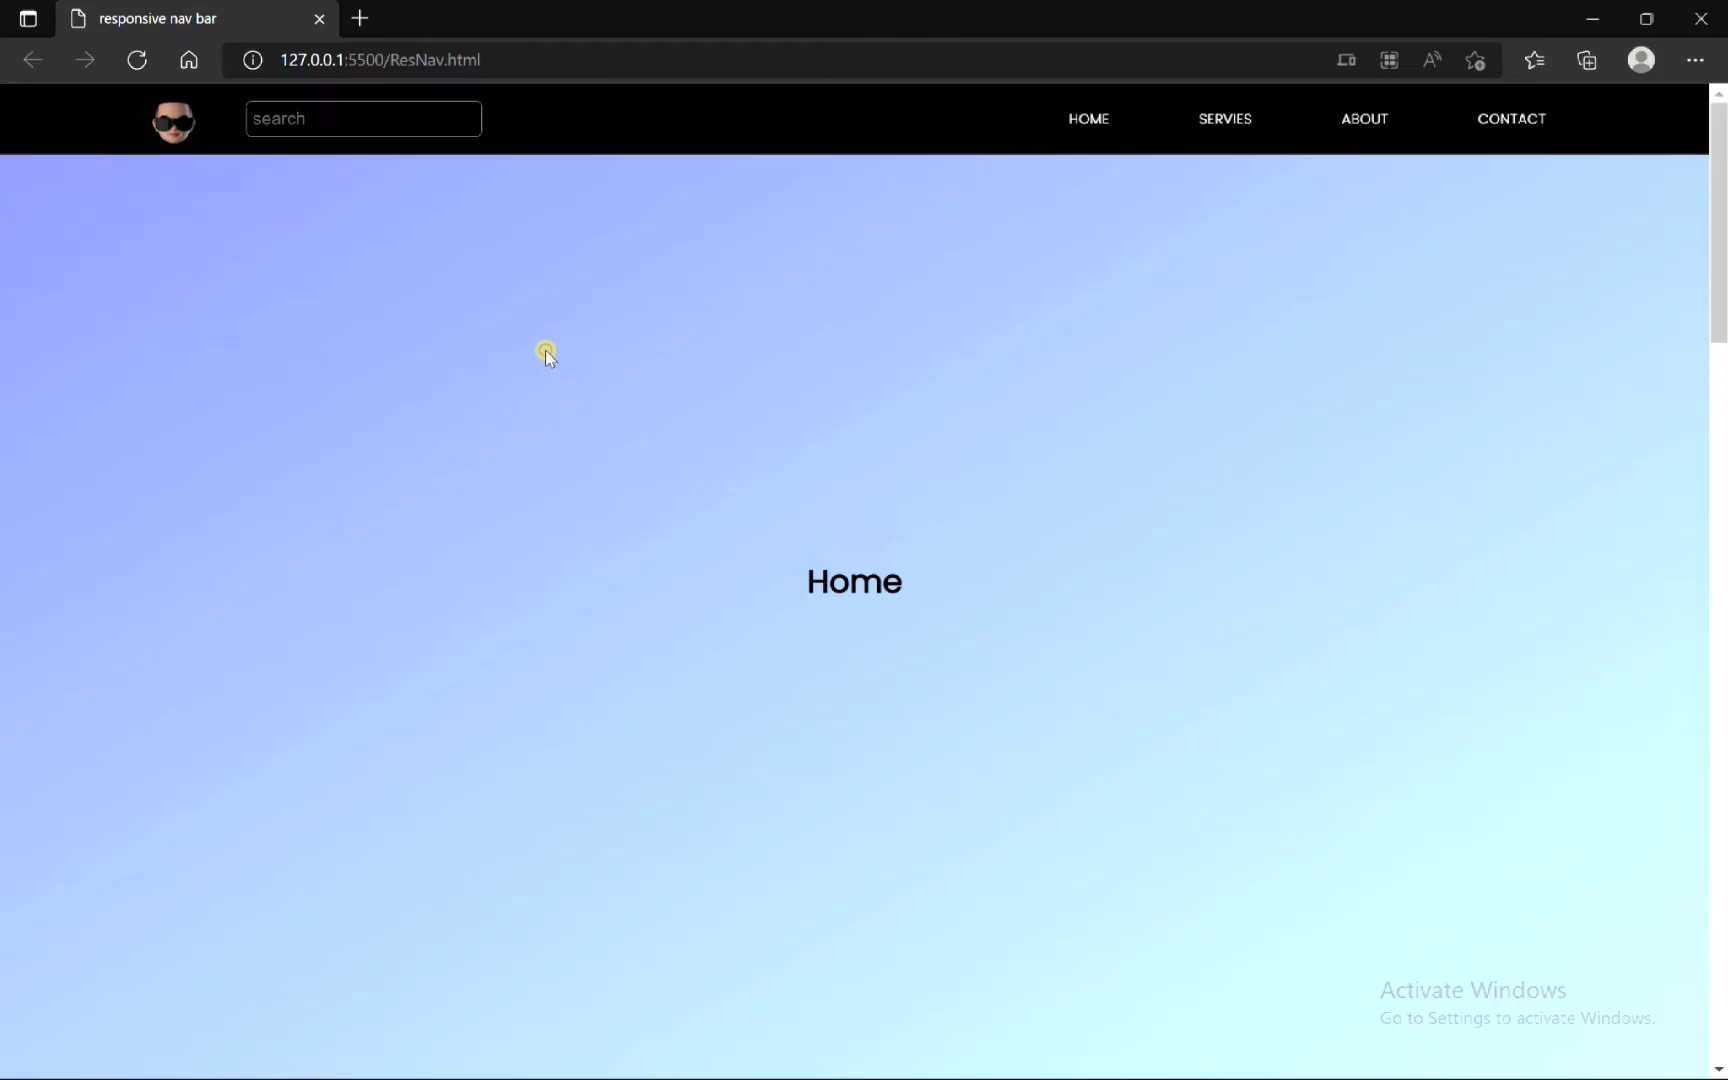 responsive nav bar
127.0.0.1:5500/ResNav.html
search
HOME
SERVIES
ABOUT
CONTACT
Home
Activate Windows
Go to Settings to activate Windows.